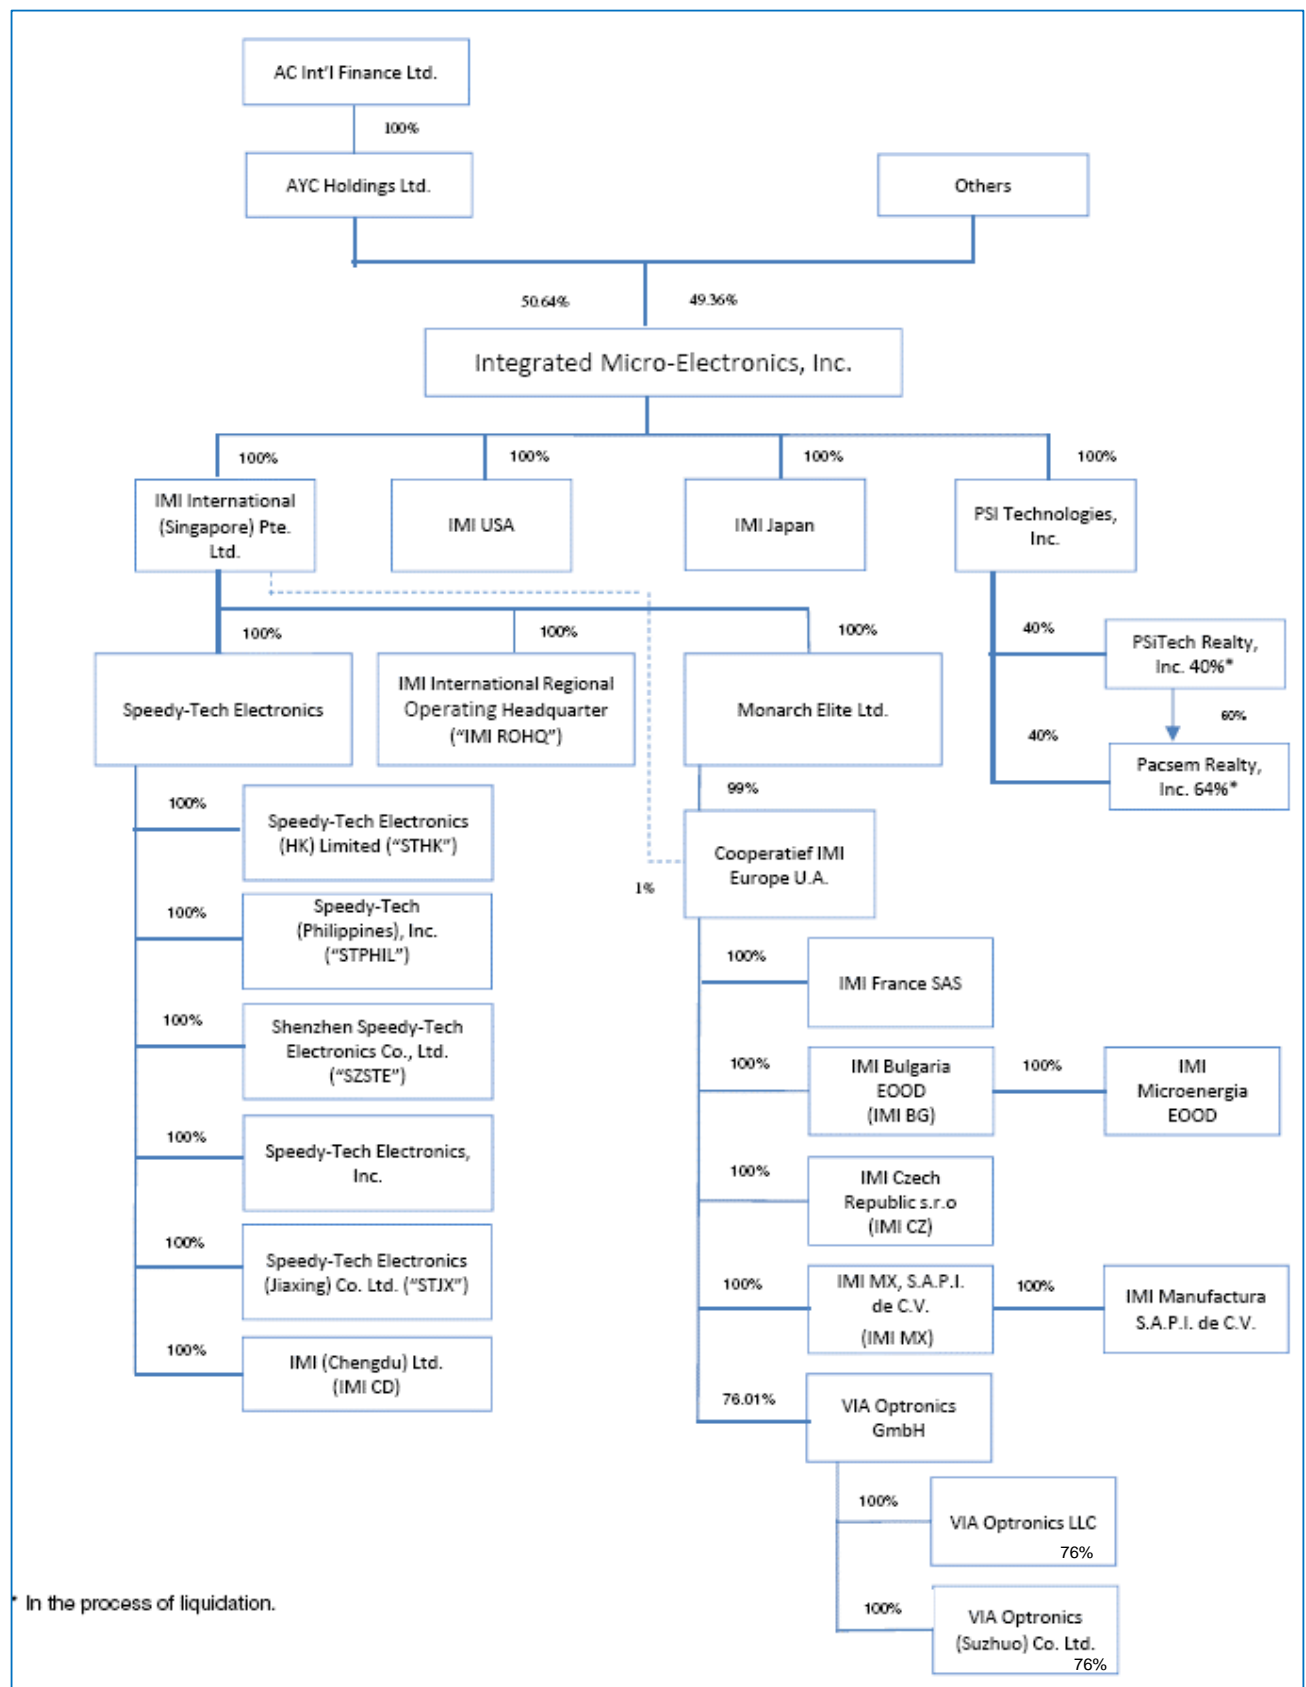 AC Int’l Finance Ltd.
100%
AYC Holdings Ltd.
Others
50.64%
49.36%
Integrated Micro-Electronics, Inc.
100%
100%
100%
100%
IMI International
(Singapore) Pte.
Ltd.
IMI USA
IMI Japan
PSI Technologies,
Inc.
100%
100%
100%
40%
PSiTech Realty,
Inc. 40%*
60%
40%
Pacsem Realty,
Inc. 64%*
Speedy-Tech Electronics
IMI International Regional
Operating Headquarter
(“IMI ROHQ”)
Monarch Elite Ltd.
99%
1%
Cooperatief IMI
Europe U.A.
100%
Speedy-Tech Electronics
(HK) Limited (“STHK”)
100%
Speedy-Tech
(Philippines), Inc.
(“STPHIL”)
100%
Shenzhen Speedy-Tech
Electronics Co., Ltd.
(“SZSTE”)
100%
Speedy-Tech Electronics,
Inc.
100%
Speedy-Tech Electronics
(Jiaxing) Co. Ltd. (“STJX”)
100%
IMI (Chengdu) Ltd.
(IMI CD)
100%
IMI France SAS
100%
IMI Bulgaria
EOOD
(IMI BG)
100%
IMI
Microenergia
EOOD
100%
IMI Czech
Republic s.r.o
(IMI CZ)
100%
IMI MX, S.A.P.I.
de C.V.
(IMI MX)
100%
IMI Manufactura
S.A.P.I. de C.V.
76.01%
VIA Optronics
GmbH
100%
VIA Optronics LLC
76%
100%
VIA Optronics
(Suzhuo) Co. Ltd.
76%
* In the process of liquidation.